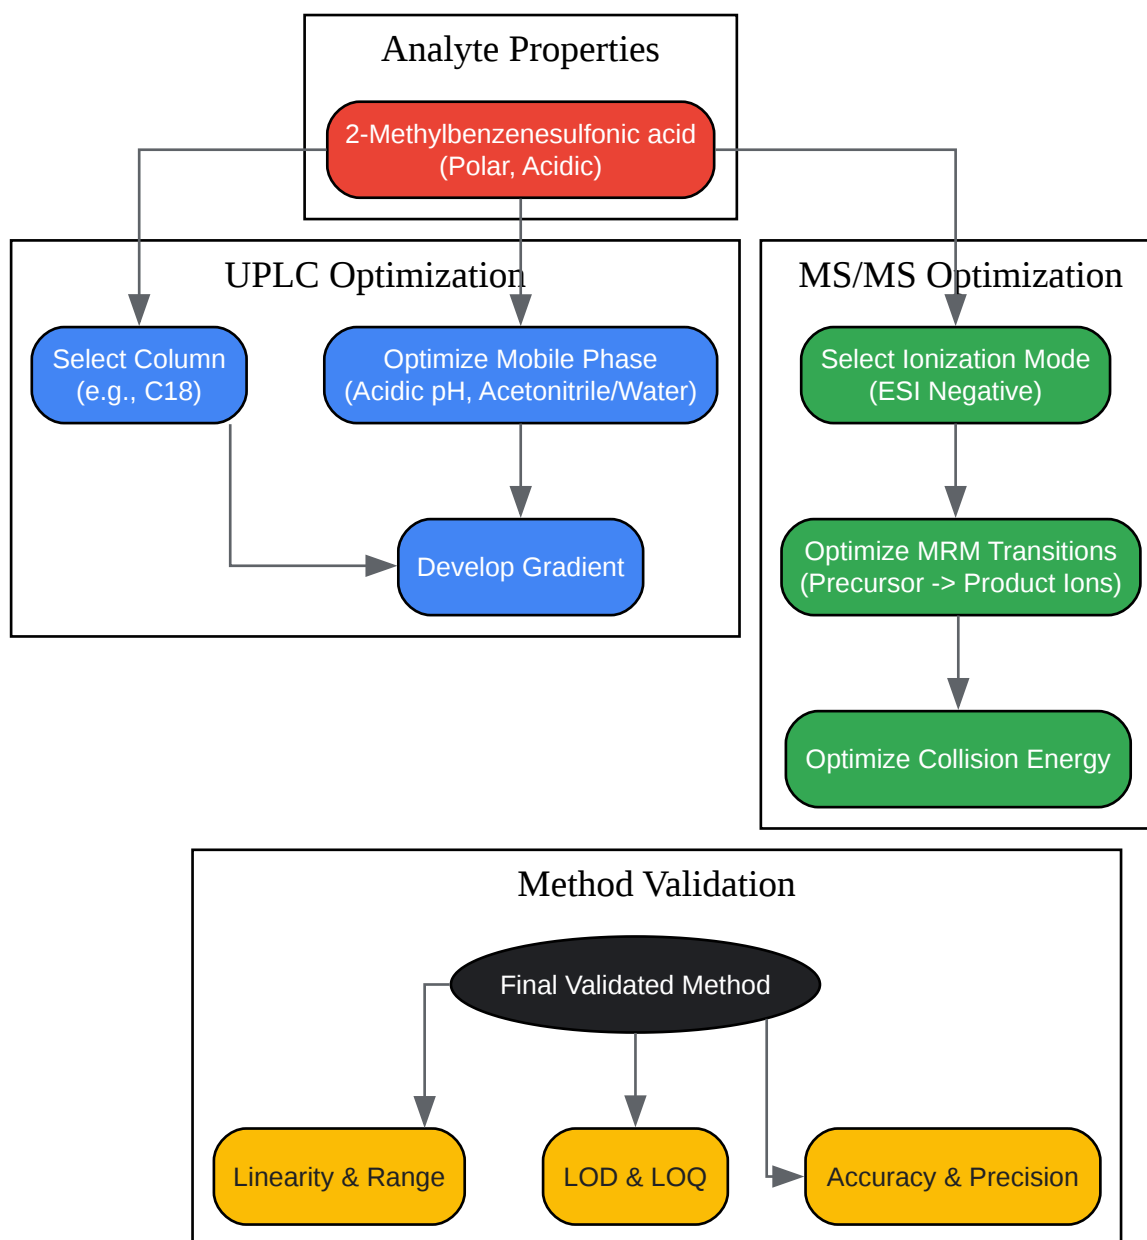 Analyte Properties
2-Methylbenzenesulfonic acid
(Polar, Acidic)
UPLC Optimization
Select Column
(e.g., C18)
Optimize Mobile Phase
(Acidic pH, Acetonitrile/Water)
Develop Gradient
MS/MS Optimization
Select Ionization Mode
(ESI Negative)
Optimize MRM Transitions
(Precursor -> Product Ions)
Optimize Collision Energy
Method Validation
Final Validated Method
Linearity & Range
LOD & LOQ
Accuracy & Precision